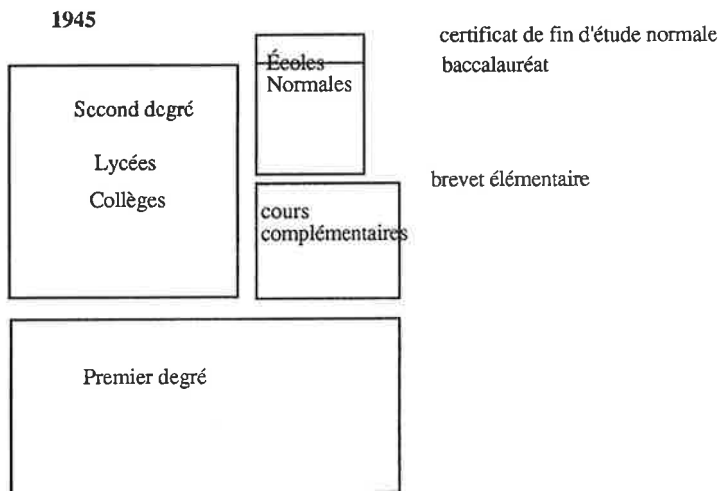 1945
certificat de fin d'étude normale
Écoles
Normales
baccalauréat
Second degré
Lycées
Collèges
brevet élémentaire
cours
complémentaires
Premier degré